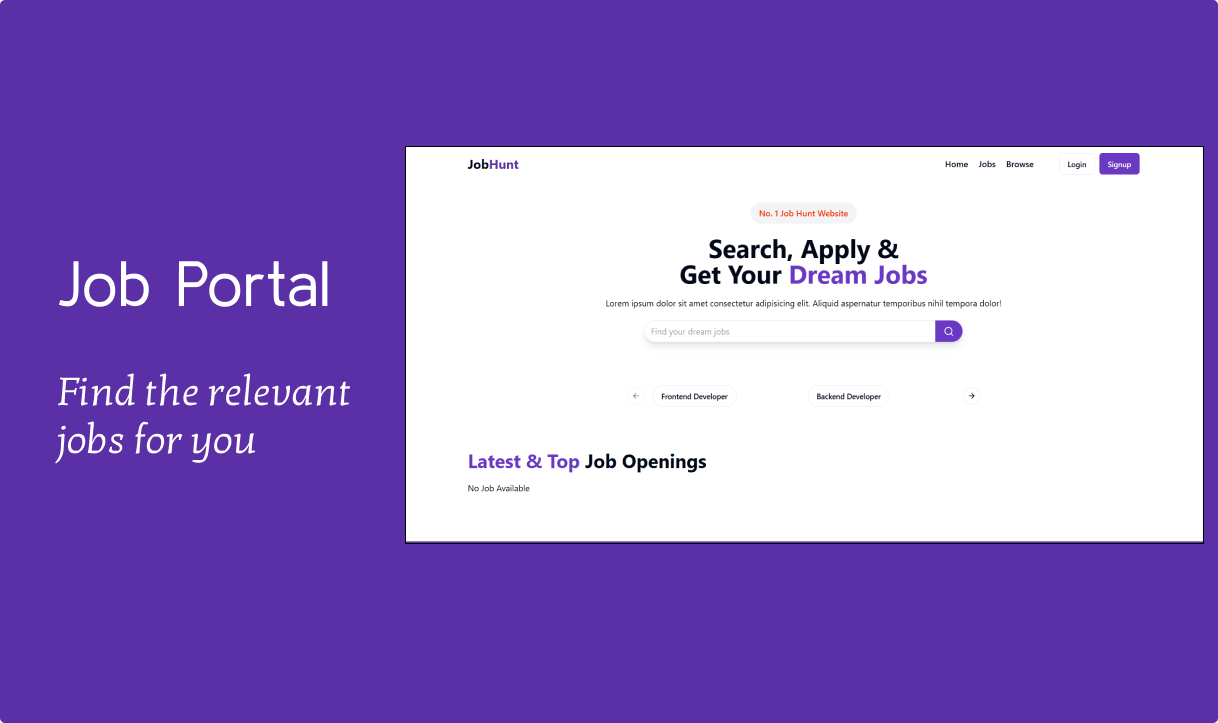 Job Portal
Find the relevant
jobs for you
JobHunt
Home Jobs Browse Login Signup
No. 1 Job Hunt Website
Search, Apply &
Get Your Dream Jobs
Lorem ipsum dolor sit amet consectetur adipisicing elit. Aliquid aspernatur temporibus nihil tempora dolor!
Find your dream jobs
← Frontend Developer Backend Developer →
Latest & Top Job Openings
No Job Available